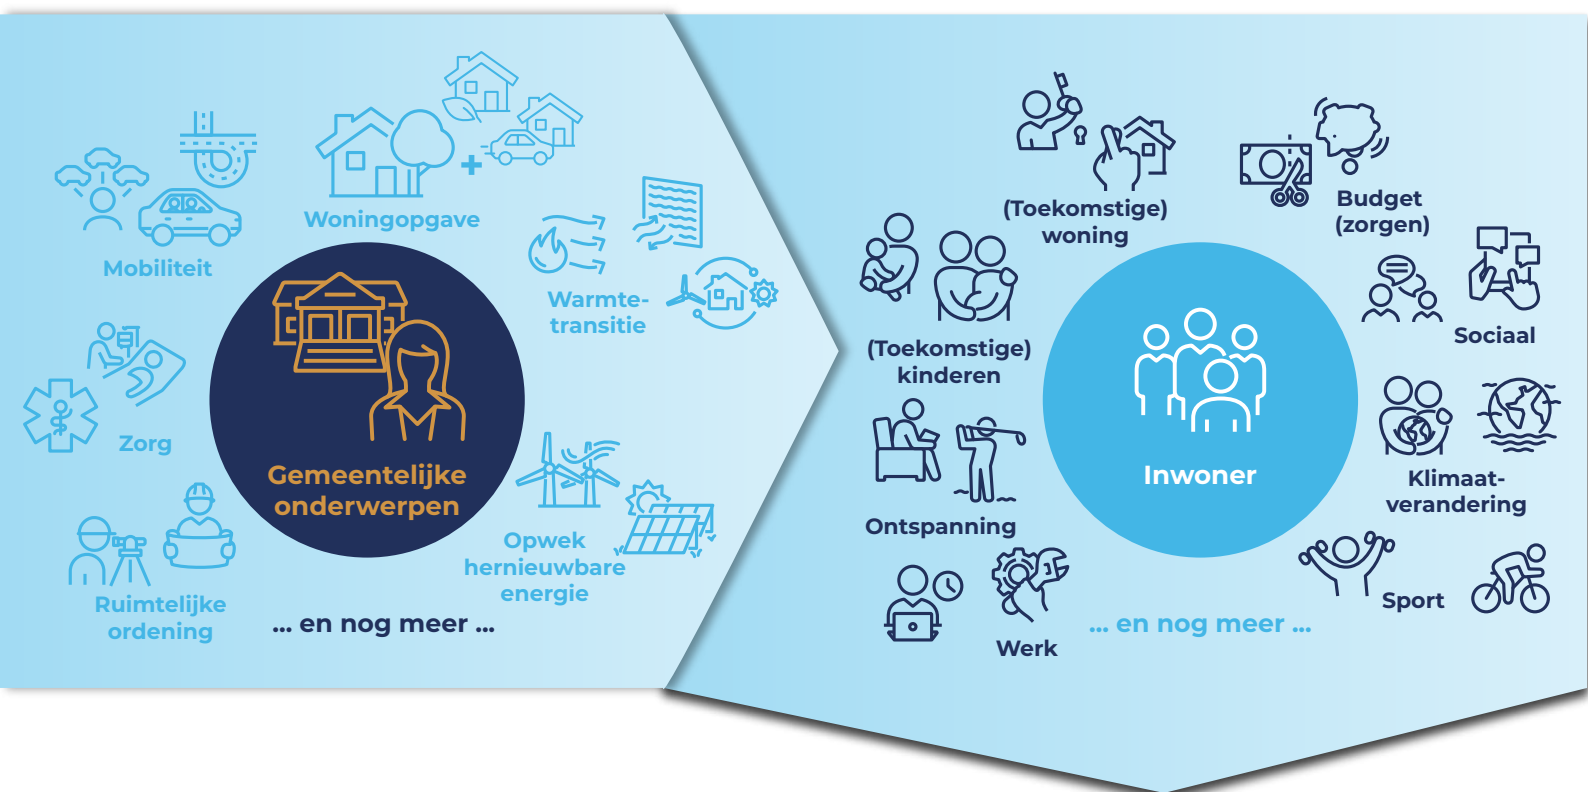 Woningopgave
Mobiliteit
Warmte-
transitie
Zorg
Gemeentelijke
onderwerpen
Opwek
hernieuwbare
energie
Ruimtelijke
ordening
... en nog meer ...
(Toekomstige)
woning
Budget
(zorgen)
(Toekomstige)
kinderen
Sociaal
Inwoner
Klimaat-
verandering
Ontspanning
Sport
Werk
... en nog meer ...